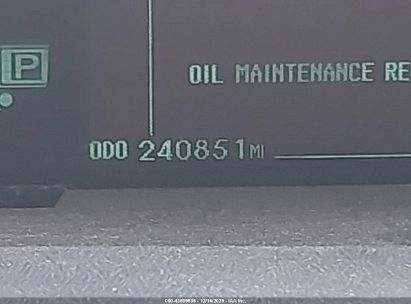 P
OIL MAINTENANCE RE
ODO 240851MI